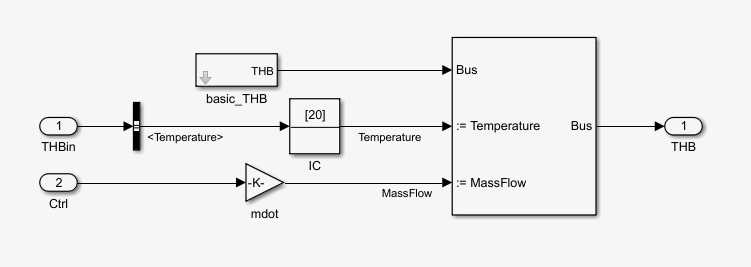 THB
basic_THB
Bus
1
THBin
<Temperature>
[20]
IC
Temperature
:= Temperature
Bus
1
THB
2
Ctrl
-K-
mdot
MassFlow
:= MassFlow